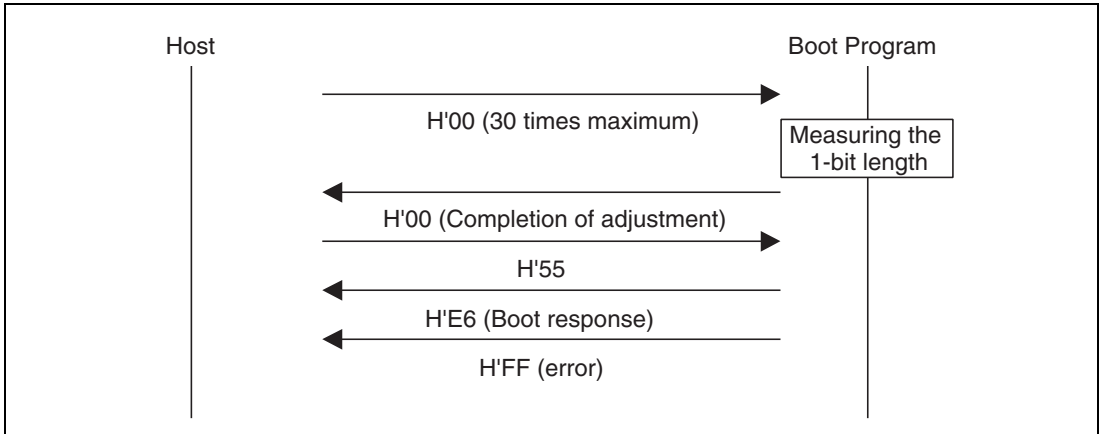 Host
Boot Program
H'00 (30 times maximum)
Measuring the
1-bit length
H'00 (Completion of adjustment)
H'55
H'E6 (Boot response)
H'FF (error)